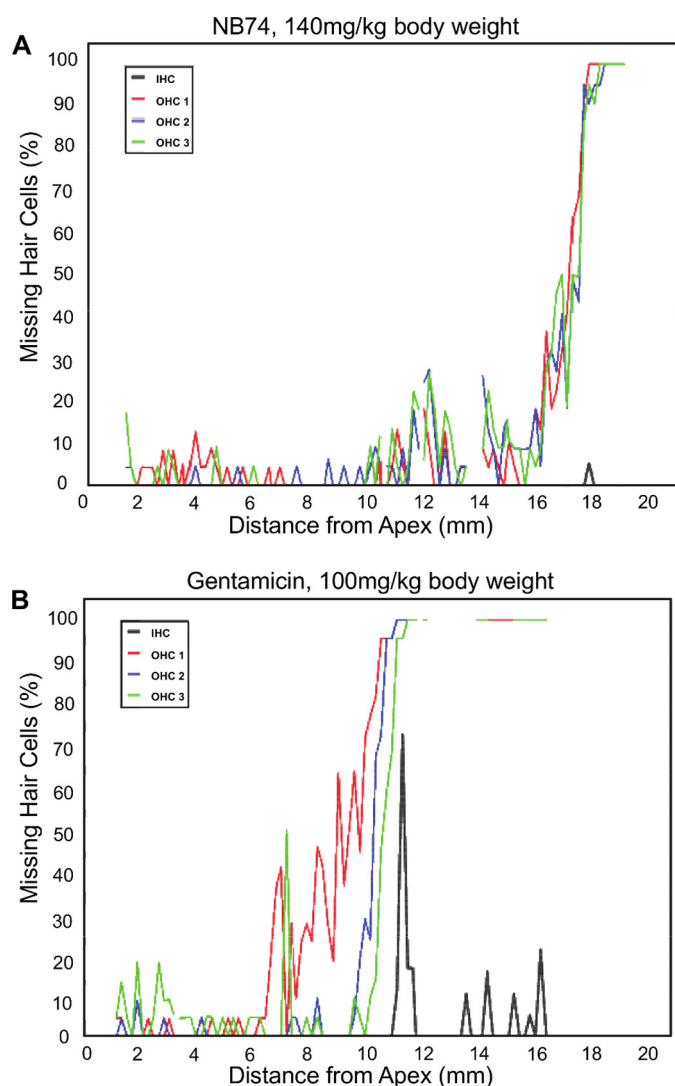 A
NB74, 140mg/kg body weight
Missing Hair Cells (%)
100
90
80
70
60
50
40
30
20
10
0
IHC
OHC 1
OHC 2
OHC 3
0 2 4 6 8 10 12 14 16 18 20
Distance from Apex (mm)
B
Gentamicin, 100mg/kg body weight
Missing Hair Cells (%)
100
90
80
70
60
50
40
30
20
10
0
IHC
OHC 1
OHC 2
OHC 3
0 2 4 6 8 10 12 14 16 18 20
Distance from Apex (mm)